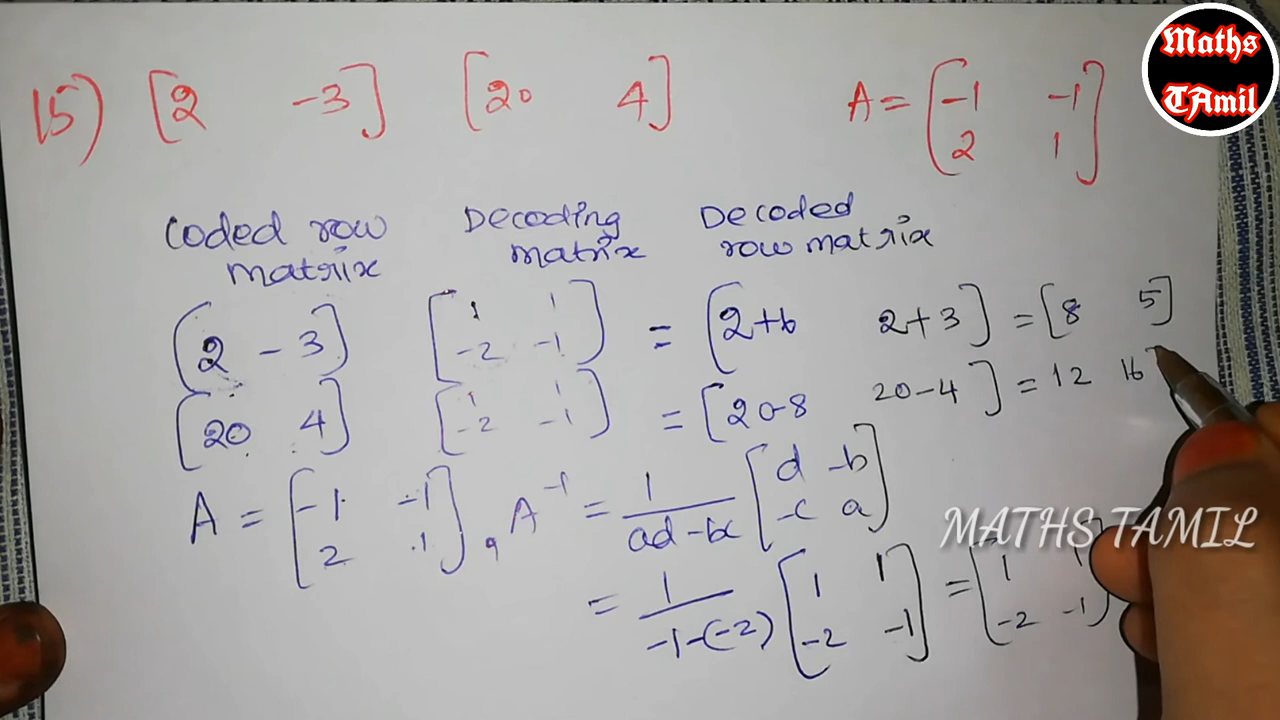 Maths
TAmil
15) [2 -3] [20 4] A = [-1 -1
2 1]
Coded row matrix
Decoding matrix
Decoded row matrix
[2 -3] [1 1
-2 -1] = [2+6 2+3] = [8 5]
[20 4] [1 1
-2 -1] = [20-8 20-4] = 12 16
A = [-1 -1
2 1], A⁻¹ = 1/ad-bc [d -b
-c a]
MATHS TAMIL
= 1/-1-(-2) [1 1
-2 -1] = [1 1
-2 -1]